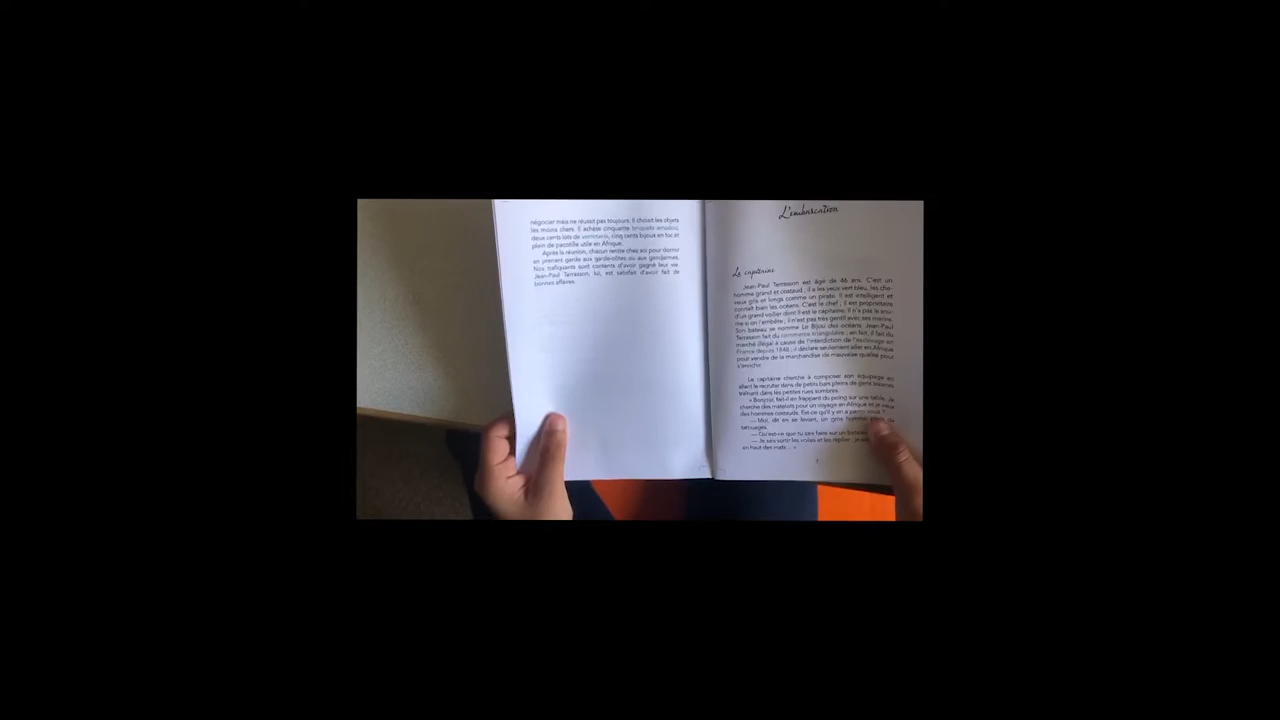 négocier mais ne réussit pas toujours. Il choisit les objets
les moins chers. Il achète cinquante briquets amadou,
deux cents lots de verroterie, cinq cents bijoux en toc et
plein de pacotille utile en Afrique.
Après la réunion, chacun rentre chez soi pour dormir
en prenant garde aux garde-côtes ou aux gendarmes.
Nos trafiquants sont contents d'avoir gagné leur vie.
Jean-Paul Terrasson, lui, est satisfait d'avoir fait de
bonnes affaires.
L'embarcation
Le capitaine
Jean-Paul Terrasson est âgé de 46 ans. C'est un
homme grand et costaud ; il a les yeux vert bleu, les che-
veux gris et longs comme un pirate. Il est intelligent et
connaît bien les océans. C'est le chef ; il est propriétaire
d'un grand voilier dont il est le capitaine. Il n'a pas le
me si on l'embête ; il n'est pas très gentil avec ses marins.
Son bateau se nomme Le Bijou des océans. Jean-Paul
Terrasson fait du commerce triangulaire ; en fait, il fait du
marché illégal à cause de l'interdiction de l'esclavage en
France depuis 1848 ; il déclare seulement aller en Afrique
pour vendre de la marchandise de mauvaise qualité pour
s'enrichir.
Le capitaine cherche à composer son équipage en
allant le recruter dans de petits bars pleins de gens
traînant dans les petites rues sombres.
« Bonjour, fait-il en frappant du poing sur une table. Je
cherche des matelots pour un voyage en Afrique et je veux
des hommes costauds. Est-ce qu'il y en a parmi vous ?
— Moi, dit en se levant, un gros homme plein de
tatouages.
— Qu'est-ce que tu sais faire sur un bateau
— Je sais sortir les voiles et les replier ; je
en haut des mâts... »
7